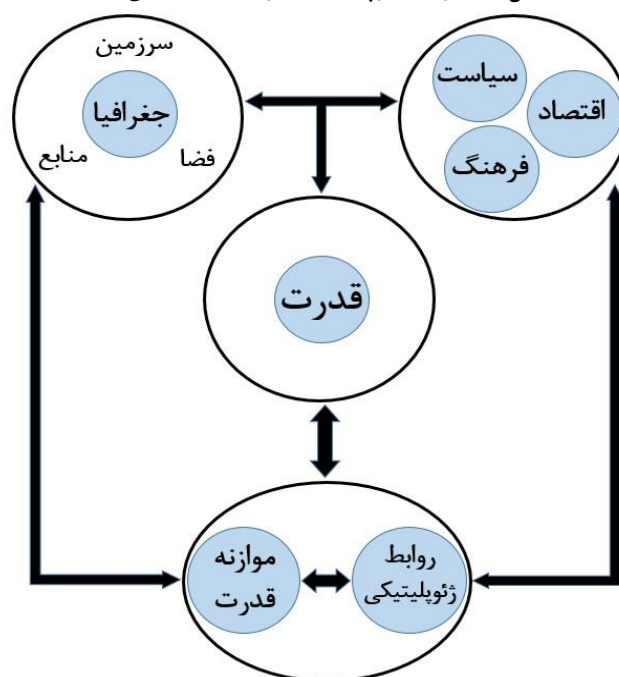 سرزمین
جغرافیا
منابع
فضا
سیاست
اقتصاد
فرهنگ
قدرت
روابط
ژئوپلیتیکی
موازنه
قدرت